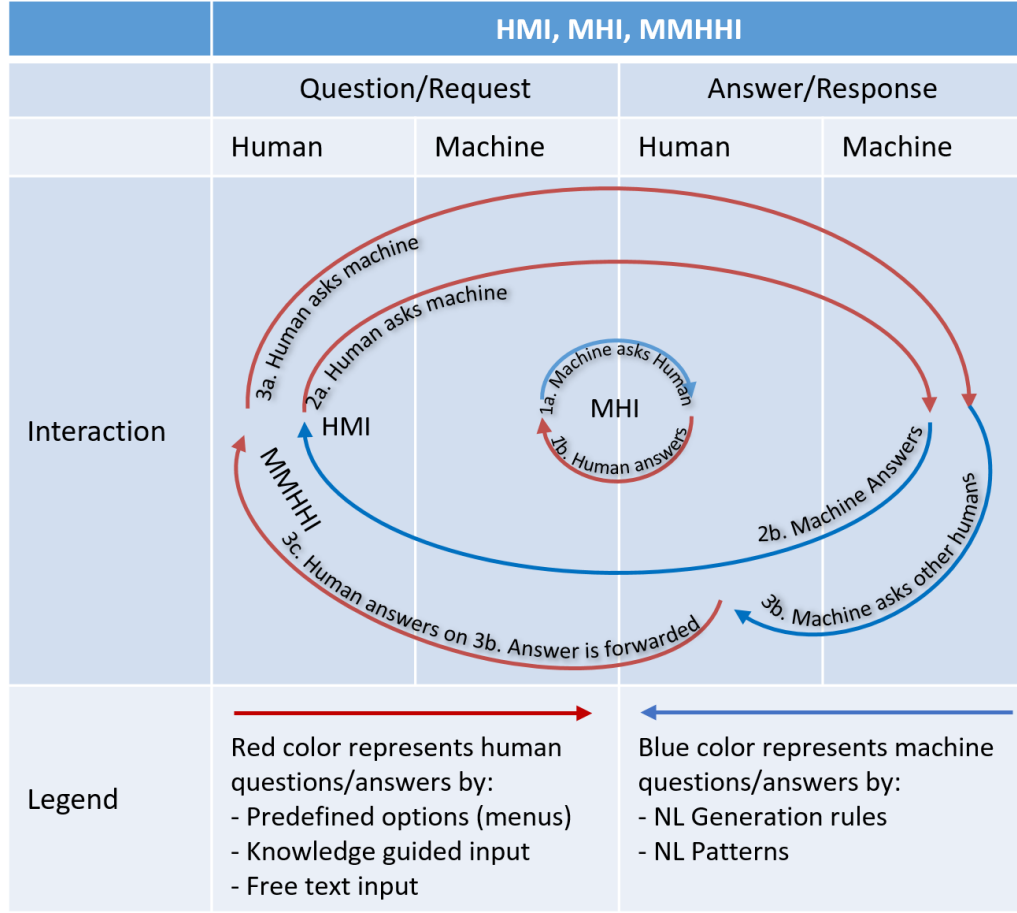 HMI, MHI, MMHHI
Question/Request
Answer/Response
Human
Machine
Human
Machine
Interaction
3a. Human asks machine
2a. Human asks machine
1a. Machine asks Human
MHI
1b. Human answers
HMI
MMHHI
2b. Machine Answers
3b. Machine asks other humans
3c. Human answers on 3b. Answer is forwarded
Legend
Red color represents human
questions/answers by:
- Predefined options (menus)
- Knowledge guided input
- Free text input
Blue color represents machine
questions/answers by:
- NL Generation rules
- NL Patterns